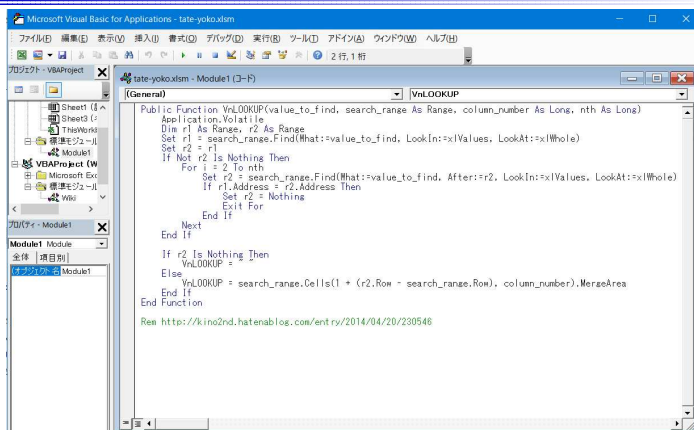 Microsoft Visual Basic for Applications - tate-yoko.xlsm
ファイル(F) 編集(E) 表示(V) 挿入(I) 書式(O) デバッグ(D) 実行(R) ツール(T) アドイン(A) ウィンドウ(W) ヘルプ(H)
2 行, 1 桁
プロジェクト - VBAProject
tate-yoko.xlsm - Module1 (コード)
(General)
VnLOOKUP
Sheet1
Sheet3
ThisWorki
標準モジュール
Module1
VBAProject (W
Microsoft Exc
標準モジュール
Wiki
プロパティ - Module1
Module1 Module
全体 項目別
(オブジェクト名) Module1
Public Function VnLOOKUP(value_to_find, search_range As Range, column_number As Long, nth As Long)
Application.Volatile
Dim r1 As Range, r2 As Range
Set r1 = search_range.Find(What:=value_to_find, LookIn:=xlValues, LookAt:=xlWhole)
Set r2 = r1
If Not r2 Is Nothing Then
For i = 2 To nth
Set r2 = search_range.Find(What:=value_to_find, After:=r2, LookIn:=xlValues, LookAt:=xlWhole)
If r1.Address = r2.Address Then
Set r2 = Nothing
Exit For
End If
Next
End If
If r2 Is Nothing Then
VnLOOKUP = " "
Else
VnLOOKUP = search_range.Cells(1 + (r2.Row - search_range.Row), column_number).MergeArea
End If
End Function
Rem http://kino2nd.hatenablog.com/entry/2014/04/20/230546